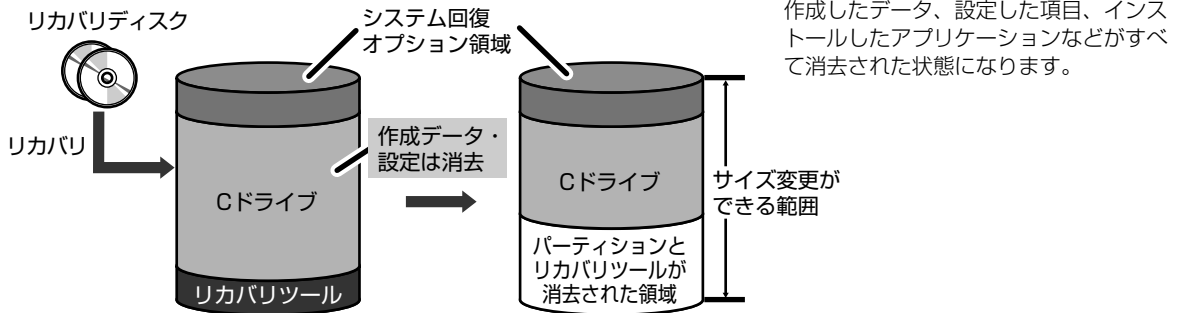 リカバリディスク
システム回復
オプション領域
リカバリ
作成データ・
設定は消去
Cドライブ
リカバリツール
Cドライブ
パーティションと
リカバリツールが
消去された領域
サイズ変更が
できる範囲
作成したデータ、設定した項目、インス
トールしたアプリケーションなどがすべ
て消去された状態になります。